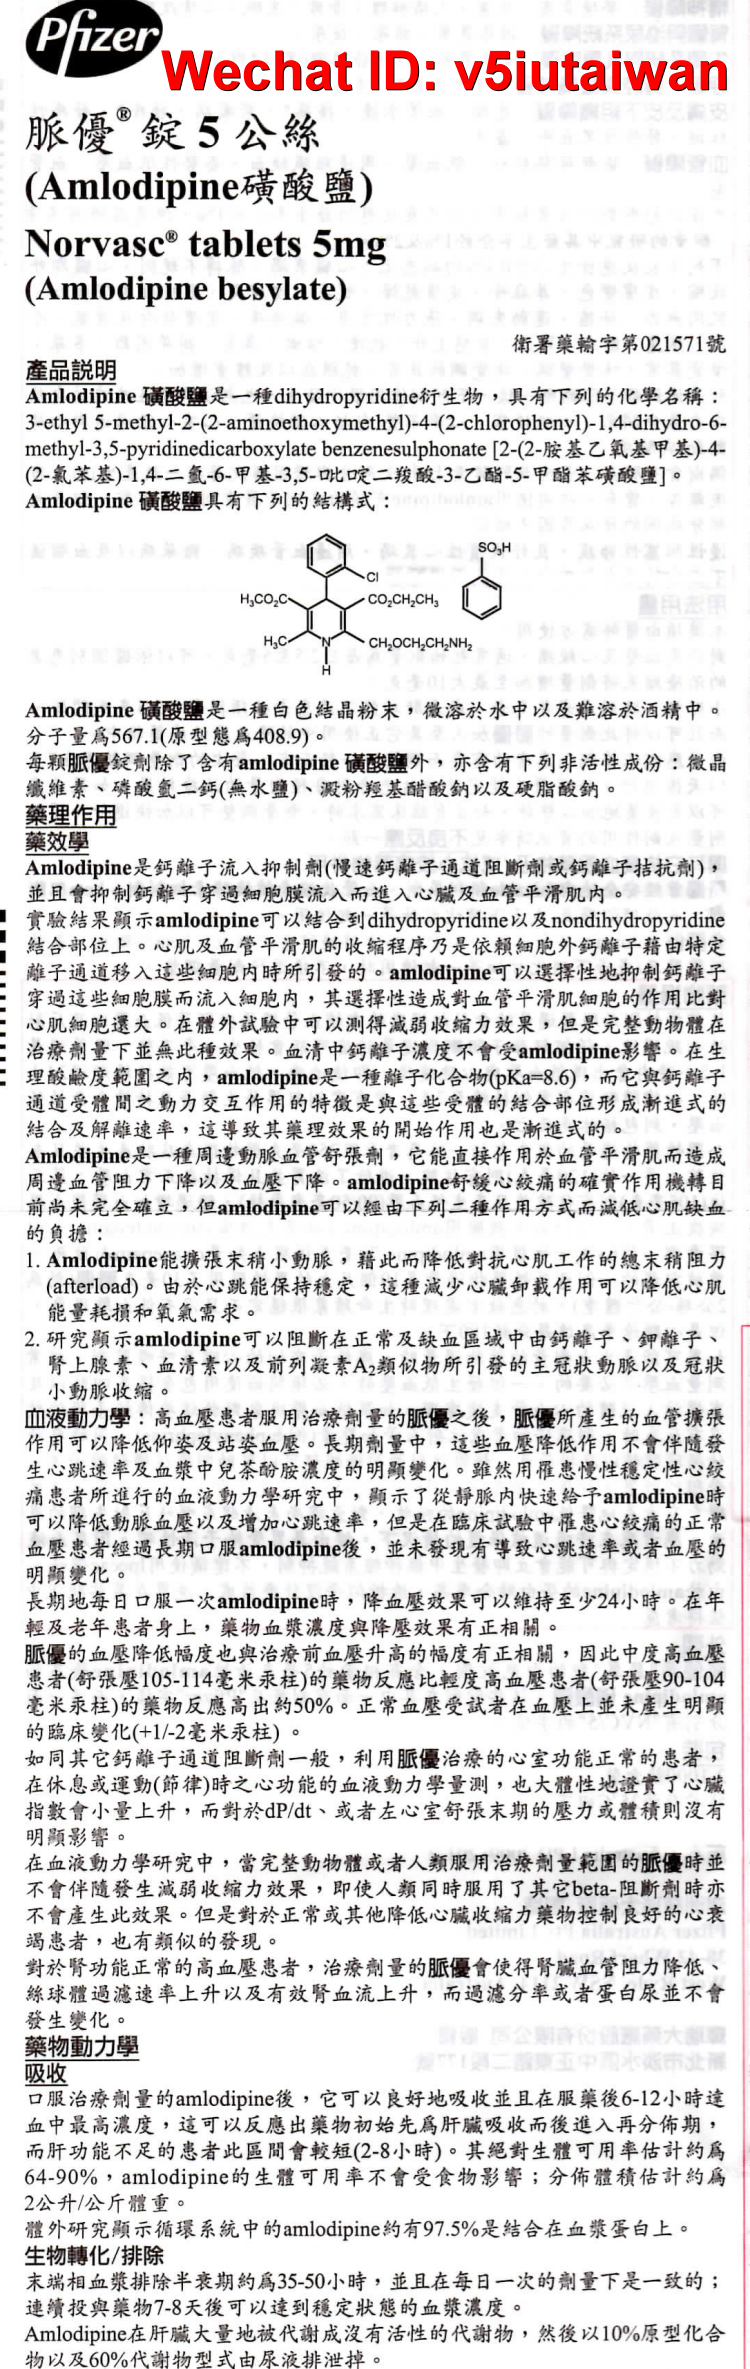 Pfizer
Wechat ID: v5iutaiwan
脈優® 錠 5 公絲
(Amlodipine磺酸鹽)
Norvasc® tablets 5mg
(Amlodipine besylate)
衛署藥輸字第021571號
產品説明
Amlodipine 磺酸鹽是一種dihydropyridine衍生物，具有下列的化學名稱：
3-ethyl 5-methyl-2-(2-aminoethoxymethyl)-4-(2-chlorophenyl)-1,4-dihydro-6-
methyl-3,5-pyridinedicarboxylate benzenesulphonate [2-(2-胺基乙氧基甲基)-4-
(2-氯苯基)-1,4-二氫-6-甲基-3,5-吡啶二羧酸-3-乙酯-5-甲酯苯磺酸鹽]。
Amlodipine 磺酸鹽具有下列的結構式：
SO₃H
Cl
H₃CO₂C
CO₂CH₂CH₃
H₃C
N
H
CH₂OCH₂CH₂NH₂
Amlodipine 磺酸鹽是一種白色結晶粉末，微溶於水中以及難溶於酒精中。
分子量爲567.1(原型態爲408.9)。
每顆脈優錠劑除了含有amlodipine 磺酸鹽外，亦含有下列非活性成份：微晶
纖維素、磷酸氫二鈣(無水鹽)、澱粉羥基醋酸鈉以及硬脂酸鈉。
藥理作用
藥效學
Amlodipine是鈣離子流入抑制劑(慢速鈣離子通道阻斷劑或鈣離子拮抗劑)，
並且會抑制鈣離子穿過細胞膜流入而進入心臟及血管平滑肌內。
實驗結果顯示amlodipine可以結合到dihydropyridine以及nondihydropyridine
結合部位上。心肌及血管平滑肌的收縮程序乃是依賴細胞外鈣離子藉由特定
離子通道移入這些細胞內時所引發的。amlodipine可以選擇性地抑制鈣離子
穿過這些細胞膜而流入細胞內，其選擇性造成對血管平滑肌細胞的作用比對
心肌細胞還大。在體外試驗中可以測得減弱收縮力效果，但是完整動物體在
治療劑量下並無此種效果。血清中鈣離子濃度不會受amlodipine影響。在生
理酸鹼度範圍之內，amlodipine是一種離子化合物(pKa=8.6)，而它與鈣離子
通道受體間之動力交互作用的特徵是與這些受體的結合部位形成漸進式的
結合及解離速率，這導致其藥理效果的開始作用也是漸進式的。
Amlodipine是一種周邊動脈血管舒張劑，它能直接作用於血管平滑肌而造成
周邊血管阻力下降以及血壓下降。amlodipine舒緩心絞痛的確實作用機轉目
前尚未完全確立，但amlodipine可以經由下列二種作用方式而減低心肌缺血
的負擔：
1. Amlodipine能擴張末稍小動脈，藉此而降低對抗心肌工作的總末稍阻力
(afterload)。由於心跳能保持穩定，這種減少心臟卸載作用可以降低心肌
能量耗損和氧氣需求。
2. 研究顯示amlodipine可以阻斷在正常及缺血區域中由鈣離子、鉀離子、
腎上腺素、血清素以及前列凝素A₂類似物所引發的主冠狀動脈以及冠狀
小動脈收縮。
血液動力學：高血壓患者服用治療劑量的脈優之後，脈優所產生的血管擴張
作用可以降低仰姿及站姿血壓。長期劑量中，這些血壓降低作用不會伴隨發
生心跳速率及血漿中兒茶酚胺濃度的明顯變化。雖然用罹患慢性穩定性心絞
痛患者所進行的血液動力學研究中，顯示了從靜脈內快速給予amlodipine時
可以降低動脈血壓以及增加心跳速率，但是在臨床試驗中罹患心絞痛的正常
血壓患者經過長期口服amlodipine後，並未發現有導致心跳速率或者血壓的
明顯變化。
長期地每日口服一次amlodipine時，降血壓效果可以維持至少24小時。在年
輕及老年患者身上，藥物血漿濃度與降壓效果有正相關。
脈優的血壓降低幅度也與治療前血壓升高的幅度有正相關，因此中度高血壓
患者(舒張壓105-114毫米汞柱)的藥物反應比輕度高血壓患者(舒張壓90-104
毫米汞柱)的藥物反應高出約50%。正常血壓受試者在血壓上並未產生明顯
的臨床變化(+1/-2毫米汞柱) 。
如同其它鈣離子通道阻斷劑一般，利用脈優治療的心室功能正常的患者，
在休息或運動(節律)時之心功能的血液動力學量測，也大體性地證實了心臟
指數會小量上升，而對於dP/dt、或者左心室舒張末期的壓力或體積則沒有
明顯影響。
在血液動力學研究中，當完整動物體或者人類服用治療劑量範圍的脈優時並
不會伴隨發生減弱收縮力效果，即使人類同時服用了其它beta-阻斷劑時亦
不會產生此效果。但是對於正常或其他降低心臟收縮力藥物控制良好的心衰
竭患者，也有類似的發現。
對於腎功能正常的高血壓患者，治療劑量的脈優會使得腎臟血管阻力降低、
絲球體過濾速率上升以及有效腎血流上升，而過濾分率或者蛋白尿並不會
發生變化。
藥物動力學
吸收
口服治療劑量的amlodipine後，它可以良好地吸收並且在服藥後6-12小時達
血中最高濃度，這可以反應出藥物初始先爲肝臟吸收而後進入再分佈期，
而肝功能不足的患者此區間會較短(2-8小時)。其絕對生體可用率估計約爲
64-90%，amlodipine的生體可用率不會受食物影響；分佈體積估計約爲
2公升/公斤體重。
體外研究顯示循環系統中的amlodipine約有97.5%是結合在血漿蛋白上。
生物轉化/排除
末端相血漿排除半衰期約爲35-50小時，並且在每日一次的劑量下是一致的；
連續投與藥物7-8天後可以達到穩定狀態的血漿濃度。
Amlodipine在肝臟大量地被代謝成沒有活性的代謝物，然後以10%原型化合
物以及60%代謝物型式由尿液排泄掉。